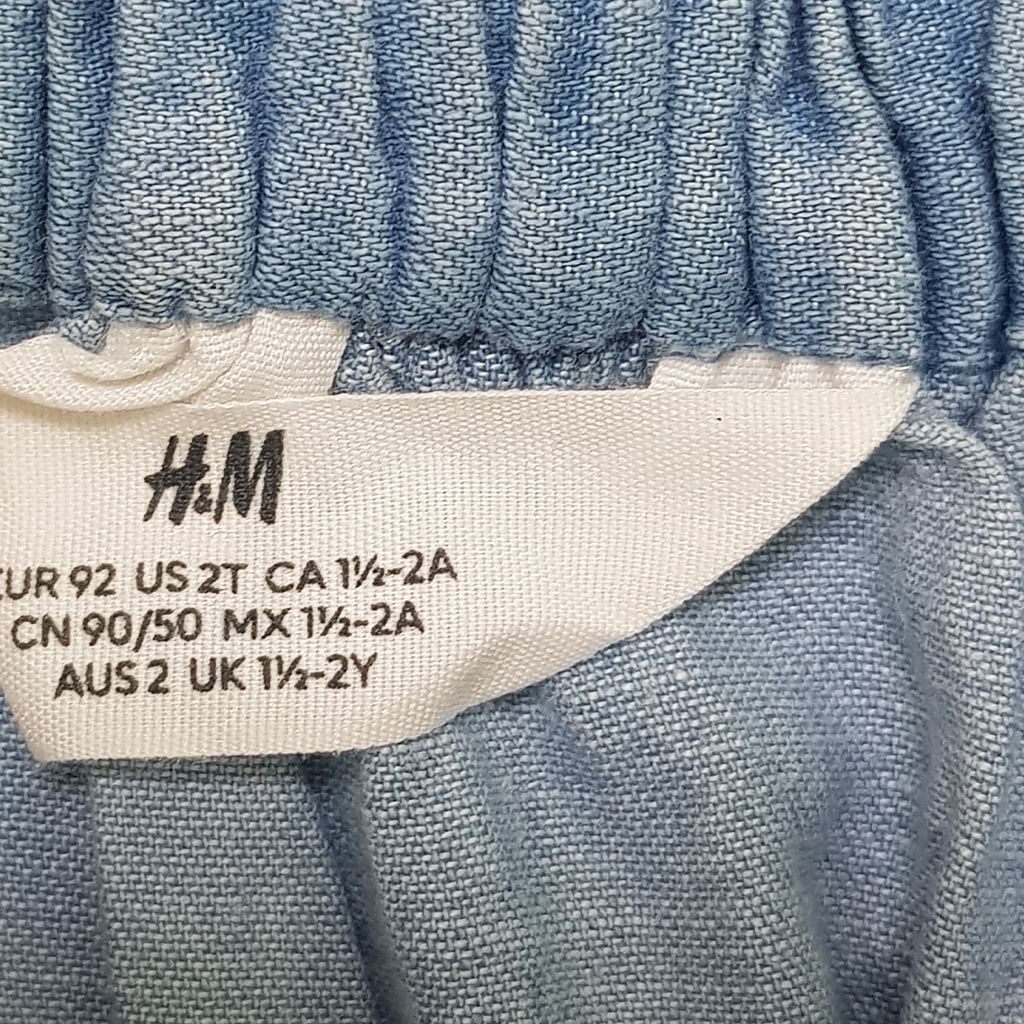 H&M
EUR 92 US 2T CA 1½-2A
CN 90/50 MX 1½-2A
AUS 2 UK 1½-2Y